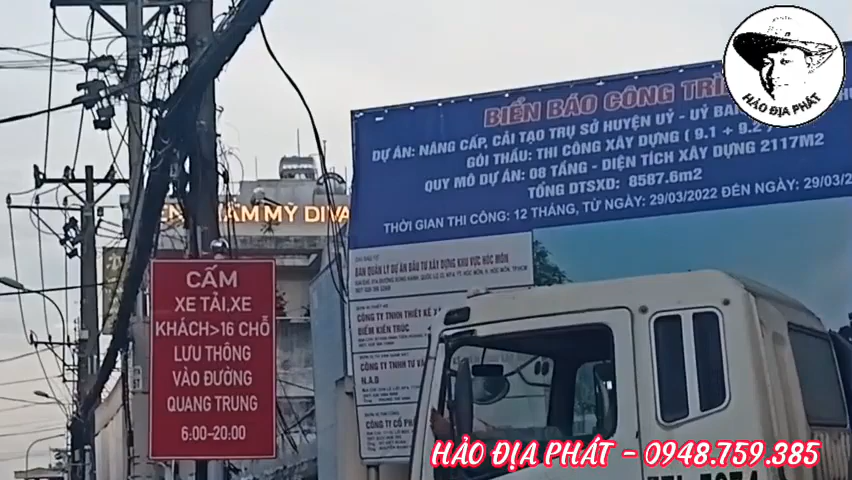 HẢO ĐỊA PHÁT
BIỂN BÁO CÔNG
DỰ ÁN: NÂNG CẤP, CẢI TẠO TRỤ SỞ HUYỆN UỶ - UỶ BAN
GÓI THẦU: THI CÔNG XÂY DỰNG ( 9.1 + 9.2
QUY MÔ DỰ ÁN: 08 TẦNG - DIỆN TÍCH XÂY DỰNG 2117M2
TỔNG DTSXD: 8587.6m2
THỜI GIAN THI CÔNG: 12 THÁNG, TỪ NGÀY: 29/03/2022 ĐẾN NGÀY: 29/03
THẨM MỸ DIVA
BAN QUẢN LÝ DỰ ÁN ĐẦU TƯ XÂY DỰNG KHU VỰC HÓC MÔN
CÔNG TY TNHH THIẾT KẾ
ĐIỂM KIẾN TRÚC
CÔNG TY TNHH TƯ
N.A.D
CÔNG TY CỔ
CẤM
XE TẢI,XE
KHÁCH>16 CHỖ
LƯU THÔNG
VÀO ĐƯỜNG
QUANG TRUNG
6:00-20:00
HẢO ĐỊA PHÁT - 0948.759.385